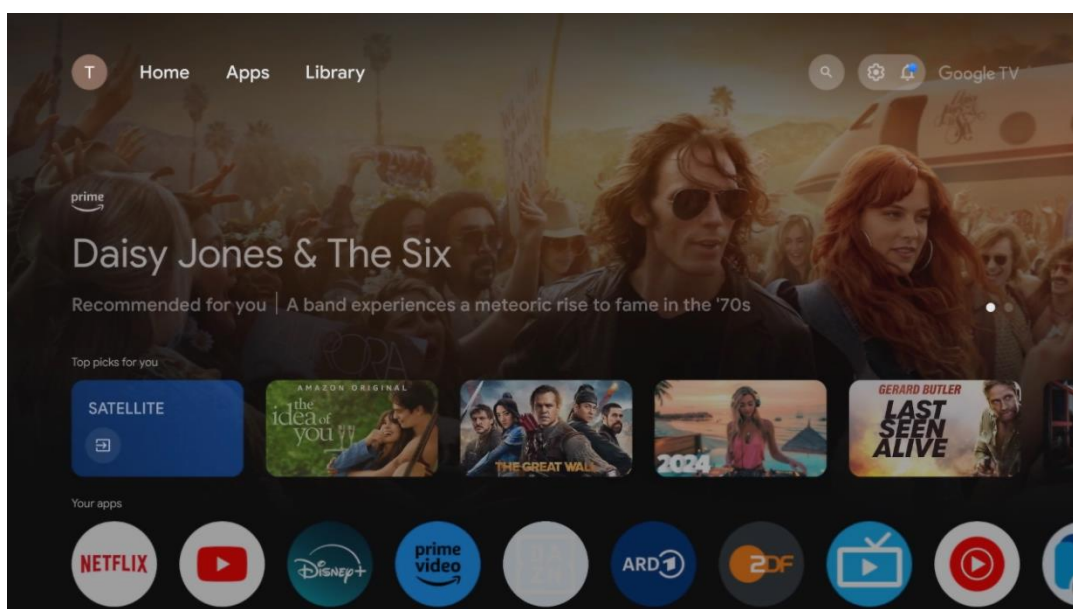 T
Home
Apps
Library
Google TV
prime
Daisy Jones & The Six
Recommended for you | A band experiences a meteoric rise to fame in the '70s
Top picks for you
SATELLITE
AMAZON ORIGINAL
the
idea of
you
THE GREAT WALL
2024
GERARD BUTLER
LAST
SEEN
ALIVE
Your apps
NETFLIX
Disney+
prime
video
ARD 1
2DF